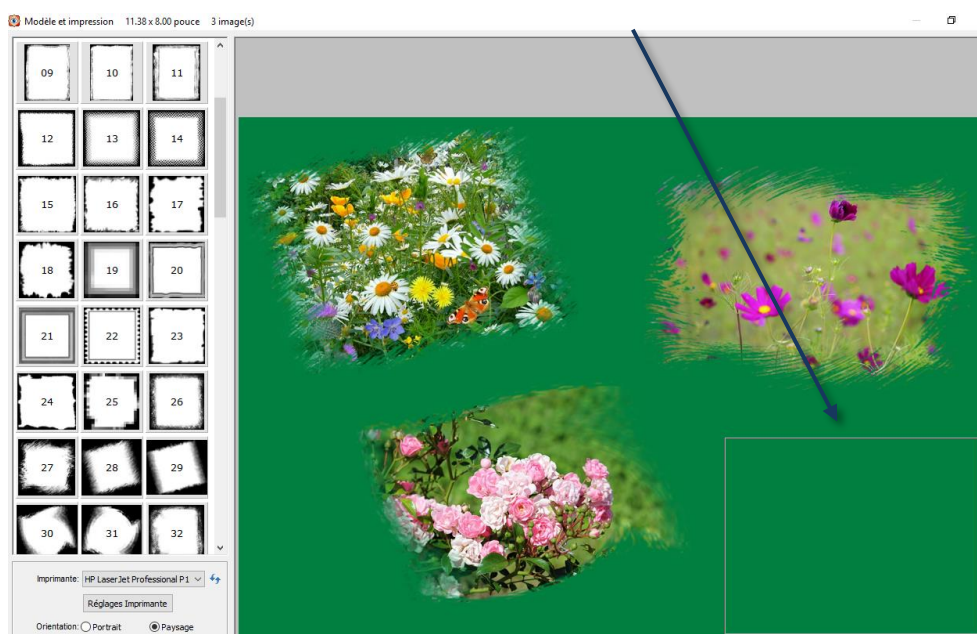 Modèle et impression 11.38 x 8.00 pouce 3 image(s)
09 10 11
12 13 14
15 16 17
18 19 20
21 22 23
24 25 26
27 28 29
30 31 32
Imprimante: HP LaserJet Professional P1
Réglages Imprimante
Orientation: Portrait Paysage